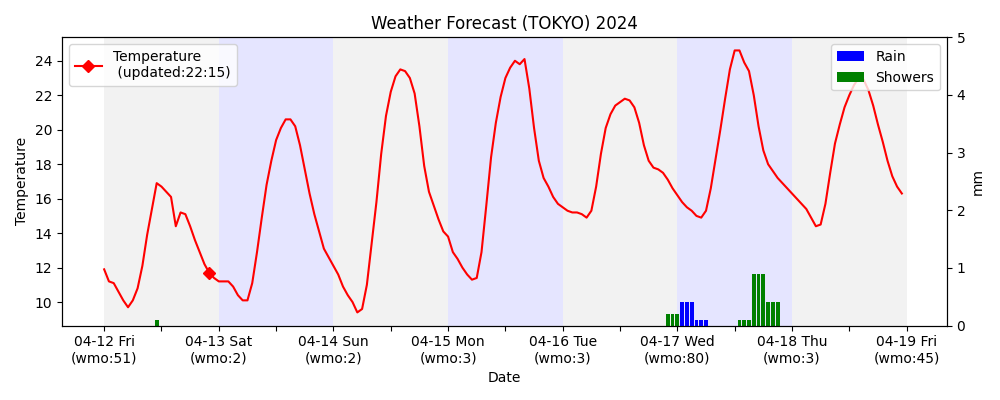 Weather Forecast (TOKYO) 2024
Temperature
(updated:22:15)
Rain
Showers
Temperature
24
22
20
18
16
14
12
10
5
4
3
2
1
0
mm
04-12 Fri
(wmo:51)
04-13 Sat
(wmo:2)
04-14 Sun
(wmo:2)
04-15 Mon
(wmo:3)
04-16 Tue
(wmo:3)
04-17 Wed
(wmo:80)
04-18 Thu
(wmo:3)
04-19 Fri
(wmo:45)
Date